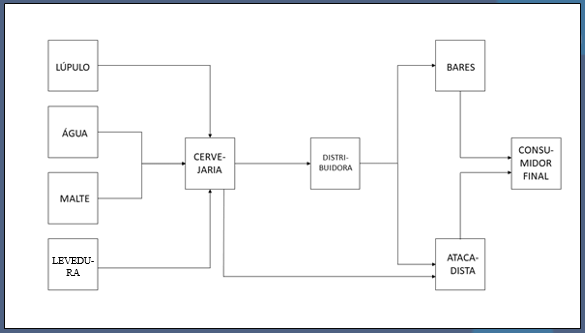 LÚPULO
ÁGUA
MALTE
LEVEDU-
RA
CERVE-
JARIA
DISTRI-
BUIDORA
BARES
ATACA-
DISTA
CONSU-
MIDOR
FINAL